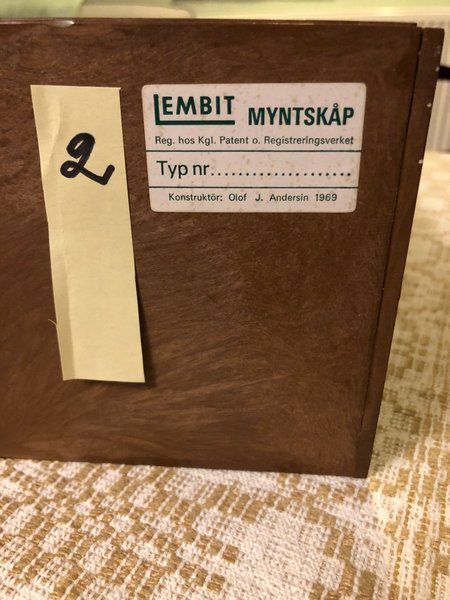 LEMBIT MYNTSKÅP
Reg. hos Kgl. Patent o. Registreringsverket
Typ nr....................
Konstruktör: Olof J. Andersin 1969
2